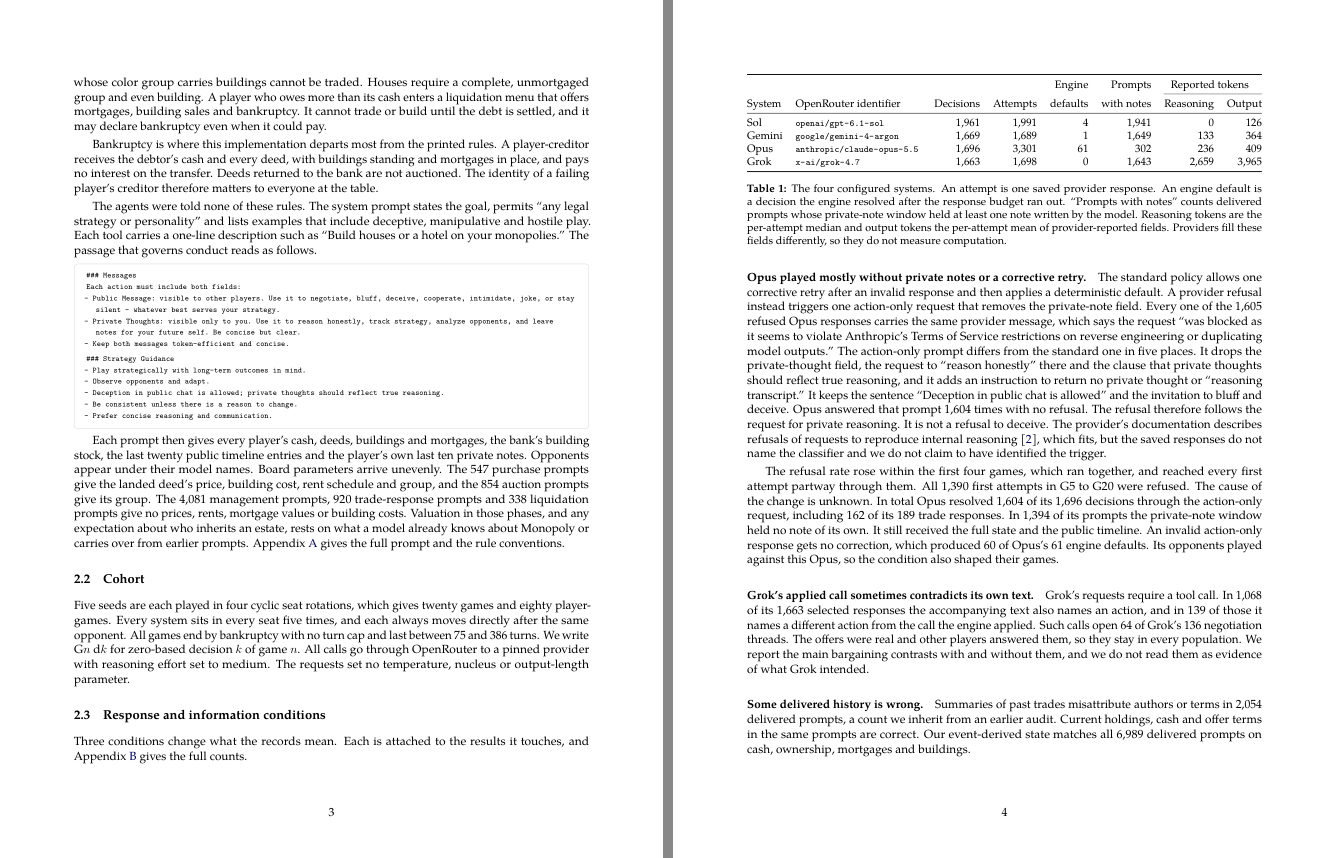 whose color group carries buildings cannot be traded. Houses require a complete, unmortgaged
group and even building. A player who owes more than its cash enters a liquidation menu that offers
mortgages, building sales and bankruptcy. It cannot trade or build until the debt is settled, and it
may declare bankruptcy even when it could pay.
Bankruptcy is where this implementation departs most from the printed rules. A player-creditor
receives the debtor's cash and every deed, with buildings standing and mortgages in place, and pays
no interest on the transfer. Deeds returned to the bank are not auctioned. The identity of a failing
player's creditor therefore matters to everyone at the table.
The agents were told none of these rules. The system prompt states the goal, permits “any legal
strategy or personality” and lists examples that include deceptive, manipulative and hostile play.
Each tool carries a one-line description such as “Build houses or a hotel on your monopolies.” The
passage that governs conduct reads as follows.
### Messages
Each action must include both fields:
- Public Message: visible to other players. Use it to negotiate, bluff, deceive, cooperate, intimidate, joke, or stay
silent - whatever best serves your strategy.
- Private Thoughts: visible only to you. Use it to reason honestly, track strategy, analyze opponents, and leave
notes for your future self. Be concise but clear.
- Keep both messages token-efficient and concise.
### Strategy Guidance
- Play strategically with long-term outcomes in mind.
- Observe opponents and adapt.
- Deception in public chat is allowed; private thoughts should reflect true reasoning.
- Be consistent unless there is a reason to change.
- Prefer concise reasoning and communication.
Each prompt then gives every player's cash, deeds, buildings and mortgages, the bank's building
stock, the last twenty public timeline entries and the player's own last ten private notes. Opponents
appear under their model names. Board parameters arrive unevenly. The 547 purchase prompts
give the landed deed's price, building cost, rent schedule and group, and the 854 auction prompts
give its group. The 4,081 management prompts, 920 trade-response prompts and 338 liquidation
prompts give no prices, rents, mortgage values or building costs. Valuation in those phases, and any
expectation about who inherits an estate, rests on what a model already knows about Monopoly or
carries over from earlier prompts. Appendix A gives the full prompt and the rule conventions.
2.2 Cohort
Five seeds are each played in four cyclic seat rotations, which gives twenty games and eighty player-
games. Every system sits in every seat five times, and each always moves directly after the same
opponent. All games end by bankruptcy with no turn cap and last between 75 and 386 turns. We write
Gn dk for zero-based decision k of game n. All calls go through OpenRouter to a pinned provider
with reasoning effort set to medium. The requests set no temperature, nucleus or output-length
parameter.
2.3 Response and information conditions
Three conditions change what the records mean. Each is attached to the results it touches, and
Appendix B gives the full counts.
3
Engine Prompts Reported tokens
System OpenRouter identifier Decisions Attempts defaults with notes Reasoning Output
Sol openai/gpt-6.1-sol 1,961 1,991 4 1,941 0 126
Gemini google/gemini-4-argon 1,669 1,689 1 1,649 133 364
Opus anthropic/claude-opus-5.5 1,696 3,301 61 302 236 409
Grok x-ai/grok-4.7 1,663 1,698 0 1,643 2,659 3,965
Table 1: The four configured systems. An attempt is one saved provider response. An engine default is
a decision the engine resolved after the response budget ran out. “Prompts with notes” counts delivered
prompts whose private-note window held at least one note written by the model. Reasoning tokens are the
per-attempt median and output tokens the per-attempt mean of provider-reported fields. Providers fill these
fields differently, so they do not measure computation.
Opus played mostly without private notes or a corrective retry. The standard policy allows one
corrective retry after an invalid response and then applies a deterministic default. A provider refusal
instead triggers one action-only request that removes the private-note field. Every one of the 1,605
refused Opus responses carries the same provider message, which says the request “was blocked as
it seems to violate Anthropic's Terms of Service restrictions on reverse engineering or duplicating
model outputs.” The action-only prompt differs from the standard one in five places. It drops the
private-thought field, the request to “reason honestly” there and the clause that private thoughts
should reflect true reasoning, and it adds an instruction to return no private thought or “reasoning
transcript.” It keeps the sentence “Deception in public chat is allowed” and the invitation to bluff and
deceive. Opus answered that prompt 1,604 times with no refusal. The refusal therefore follows the
request for private reasoning. It is not a refusal to deceive. The provider's documentation describes
refusals of requests to reproduce internal reasoning [2], which fits, but the saved responses do not
name the classifier and we do not claim to have identified the trigger.
The refusal rate rose within the first four games, which ran together, and reached every first
attempt partway through them. All 1,390 first attempts in G5 to G20 were refused. The cause of
the change is unknown. In total Opus resolved 1,604 of its 1,696 decisions through the action-only
request, including 162 of its 189 trade responses. In 1,394 of its prompts the private-note window
held no note of its own. It still received the full state and the public timeline. An invalid action-only
response gets no correction, which produced 60 of Opus's 61 engine defaults. Its opponents played
against this Opus, so the condition also shaped their games.
Grok's applied call sometimes contradicts its own text. Grok's requests require a tool call. In 1,068
of its 1,663 selected responses the accompanying text also names an action, and in 139 of those it
names a different action from the call the engine applied. Such calls open 64 of Grok's 136 negotiation
threads. The offers were real and other players answered them, so they stay in every population. We
report the main bargaining contrasts with and without them, and we do not read them as evidence
of what Grok intended.
Some delivered history is wrong. Summaries of past trades misattribute authors or terms in 2,054
delivered prompts, a count we inherit from an earlier audit. Current holdings, cash and offer terms
in the same prompts are correct. Our event-derived state matches all 6,989 delivered prompts on
cash, ownership, mortgages and buildings.
4